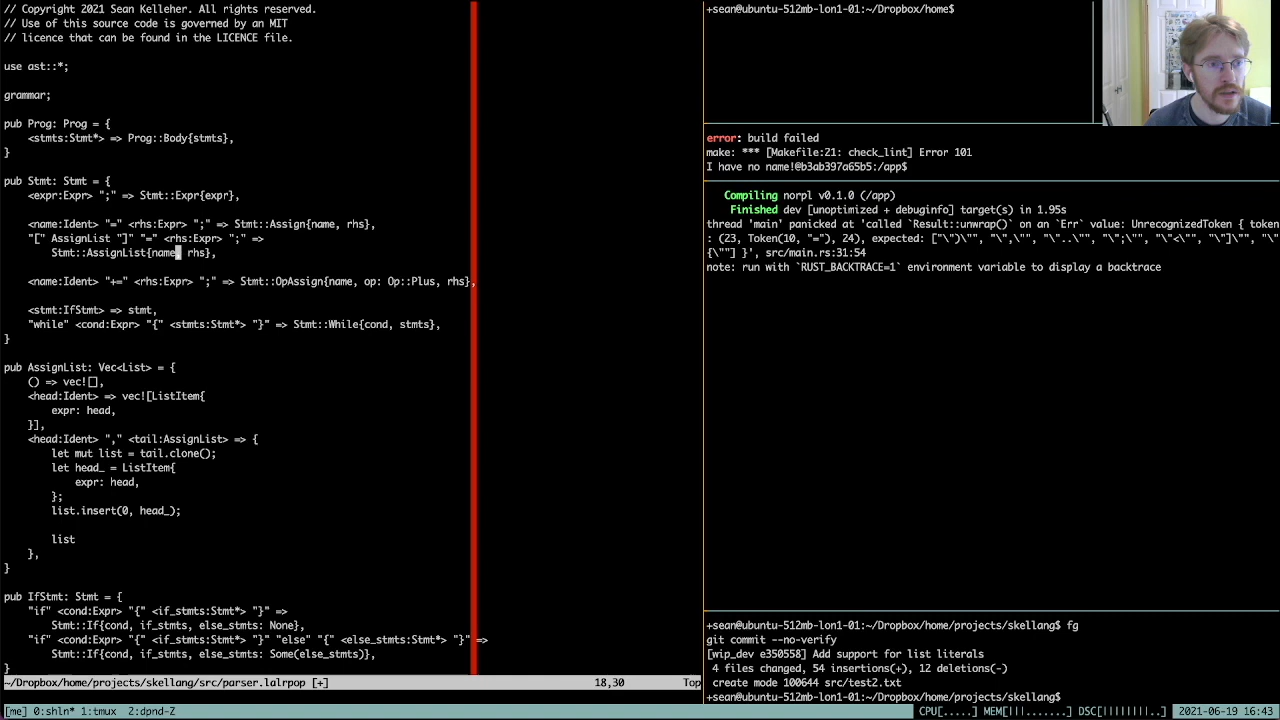 // Copyright 2021 Sean Kelleher. All rights reserved.
// Use of this source code is governed by an MIT
// licence that can be found in the LICENCE file.

use ast::*;

grammar;

pub Prog: Prog = {
    <stmts:Stmt*> => Prog::Body{stmts},
}

pub Stmt: Stmt = {
    <expr:Expr> ";" => Stmt::Expr{expr},

    <name:Ident> "=" <rhs:Expr> ";" => Stmt::Assign{name, rhs},
    "[" AssignList "]" "=" <rhs:Expr> ";" =>
        Stmt::AssignList{name, rhs},

    <name:Ident> "+=" <rhs:Expr> ";" => Stmt::OpAssign{name, op: Op::Plus, rhs},

    <stmt:IfStmt> => stmt,
    "while" <cond:Expr> "{" <stmts:Stmt*> "}" => Stmt::While{cond, stmts},
}

pub AssignList: Vec<List> = {
    () => vec![],
    <head:Ident> => vec![ListItem{
        expr: head,
    }],
    <head:Ident> "," <tail:AssignList> => {
        let mut list = tail.clone();
        let head_ = ListItem{
            expr: head,
        };
        list.insert(0, head_);

        list
    },
}

pub IfStmt: Stmt = {
    "if" <cond:Expr> "{" <if_stmts:Stmt*> "}" =>
        Stmt::If{cond, if_stmts, else_stmts: None},
    "if" <cond:Expr> "{" <if_stmts:Stmt*> "}" "else" "{" <else_stmts:Stmt*> "}" =>
        Stmt::If{cond, if_stmts, else_stmts: Some(else_stmts)},
}
~/Dropbox/home/projects/skellang/src/parser.lalrpop [+] 18,30 Top
+sean@ubuntu-512mb-lon1-01:~/Dropbox/home$
error: build failed
make: *** [Makefile:21: check_lint] Error 101
I have no name!@b3ab397a65b5:/app$
Compiling norpl v0.1.0 (/app)
Finished dev [unoptimized + debuginfo] target(s) in 1.95s
thread 'main' panicked at 'called `Result::unwrap()` on an `Err` value: UnrecognizedToken { token
: (23, Token(10, "="), 24), expected: ["\")\"", "\",\"", "\"..\"", "\";\"", "\"<\"", "\"]\"", "\"
{\""] }', src/main.rs:31:54
note: run with `RUST_BACKTRACE=1` environment variable to display a backtrace
+sean@ubuntu-512mb-lon1-01:~/Dropbox/home/projects/skellang$ fg
git commit --no-verify
[wip_dev e350558] Add support for list literals
 4 files changed, 54 insertions(+), 12 deletions(-)
 create mode 100644 src/test2.txt
+sean@ubuntu-512mb-lon1-01:~/Dropbox/home/projects/skellang$
[me] 0:shln* 1:tmux 2:dpnd-Z CPU[.....] MEM[|||.......] DSC[||||||||..] 2021-06-19 16:43